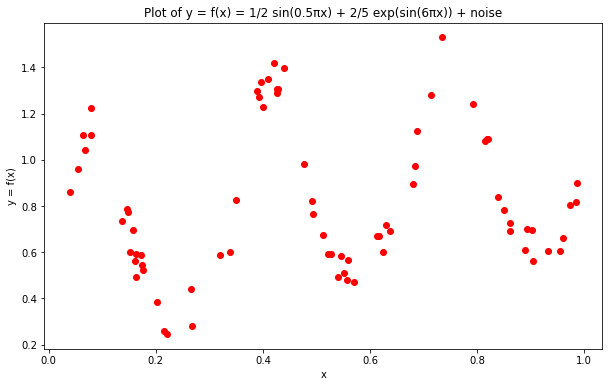 Plot of y = f(x) = 1/2 sin(0.5πx) + 2/5 exp(sin(6πx)) + noise
y = f(x)
1.4
1.2
1.0
0.8
0.6
0.4
0.2
0.0 0.2 0.4 0.6 0.8 1.0
x